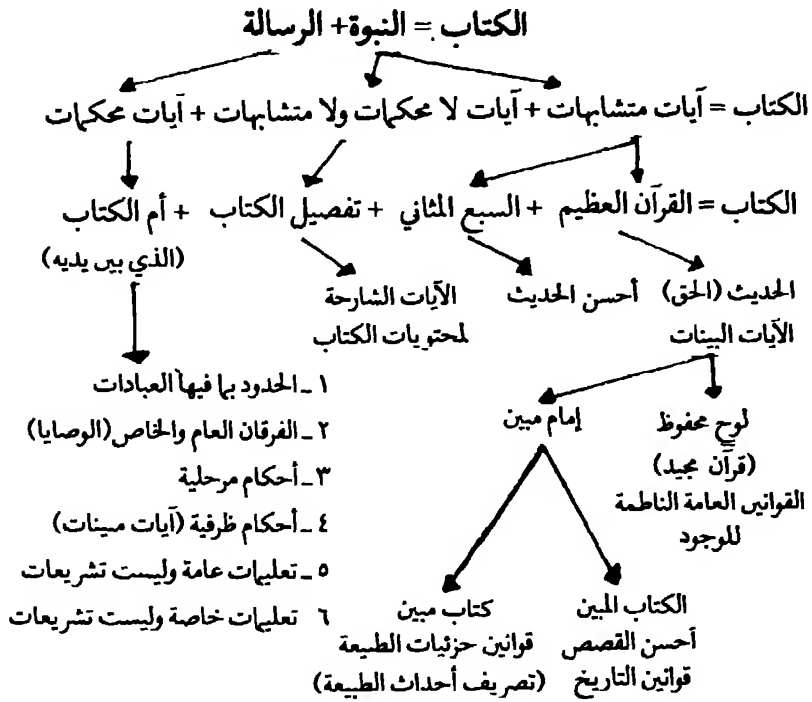 الكتاب = النبوة + الرسالة
الكتاب = آيات متشابهات + آيات لا محكمات ولا متشابهات + آيات محكمات
الكتاب = القرآن العظيم + السبع المثاني + تفصيل الكتاب + أم الكتاب
(الذي بين يديه)
الحديث (الحق)
الآيات البينات
أحسن الحديث
الآيات الشارحة
لمحتويات الكتاب
لوح محفوظ
(قرآن مجيد)
القوانين العامة الناظمة
للوجود
إمام مبين
الكتاب المبين
أحسن القصص
قوانين التاريخ
كتاب مبين
قوانين جزئيات الطبيعة
(تصريف أحداث الطبيعة)
١ - الحدود بما فيها العبادات
٢ - الفرقان العام والخاص (الوصايا)
٣ - أحكام مرحلية
٤ - أحكام ظرفية (آيات مبينات)
٥ - تعليمات عامة وليست تشريعات
٦ تعليمات خاصة وليست تشريعات